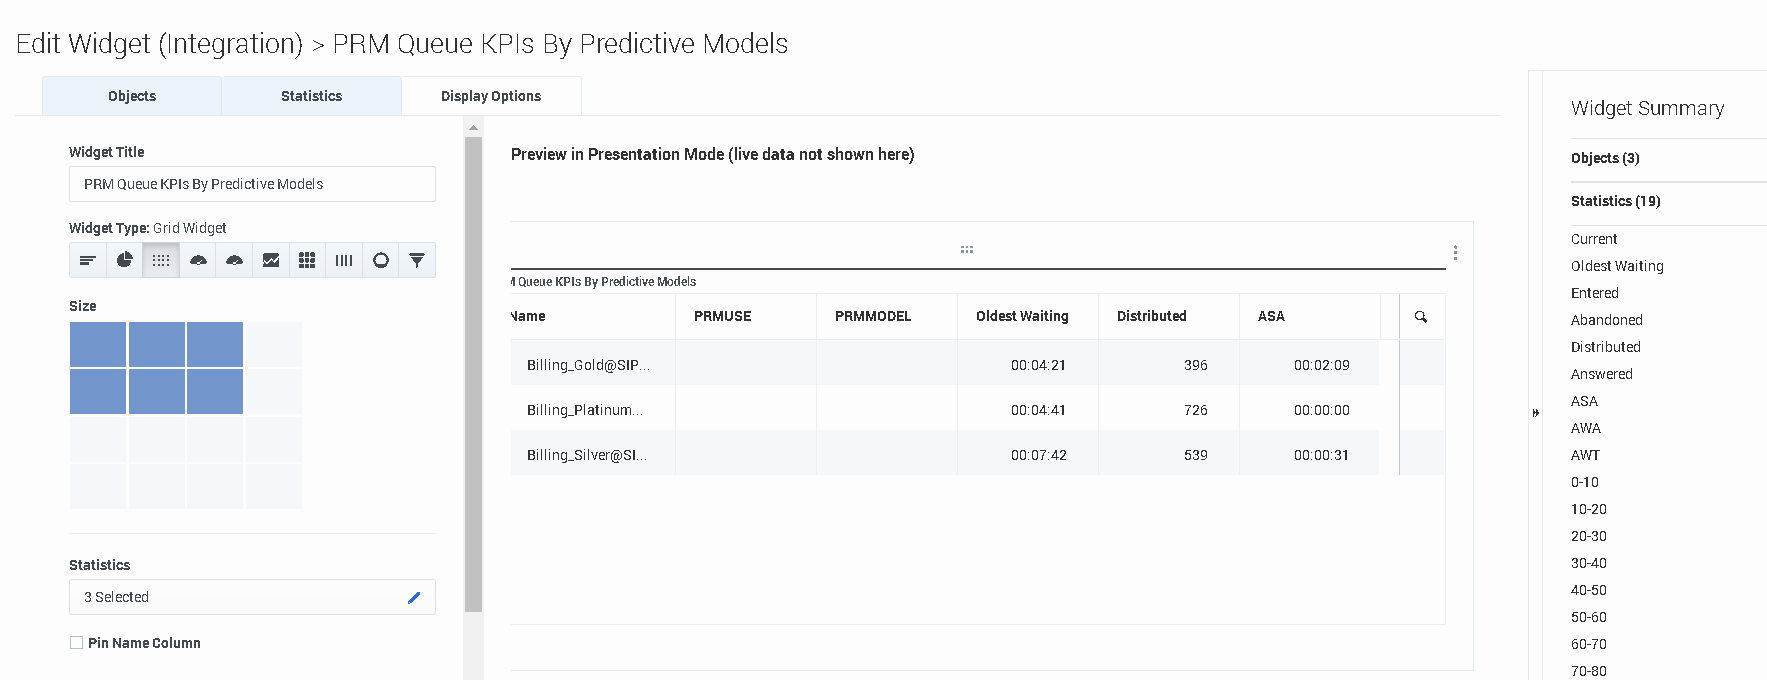 Edit Widget (Integration) > PRM Queue KPIs By Predictive Models
Objects
Statistics
Display Options
Widget Title
PRM Queue KPIs By Predictive Models
Widget Type: Grid Widget
Size
Statistics
3 Selected
Pin Name Column
Preview in Presentation Mode (live data not shown here)
M Queue KPIs By Predictive Models
Name PRMUSE PRMMODEL Oldest Waiting Distributed ASA
Billing_Gold@SIP... 00:04:21 396 00:02:09
Billing_Platinum... 00:04:41 726 00:00:00
Billing_Silver@SI... 00:07:42 539 00:00:31
Widget Summary
Objects (3)
Statistics (19)
Current
Oldest Waiting
Entered
Abandoned
Distributed
Answered
ASA
AWA
AWT
0-10
10-20
20-30
30-40
40-50
50-60
60-70
70-80